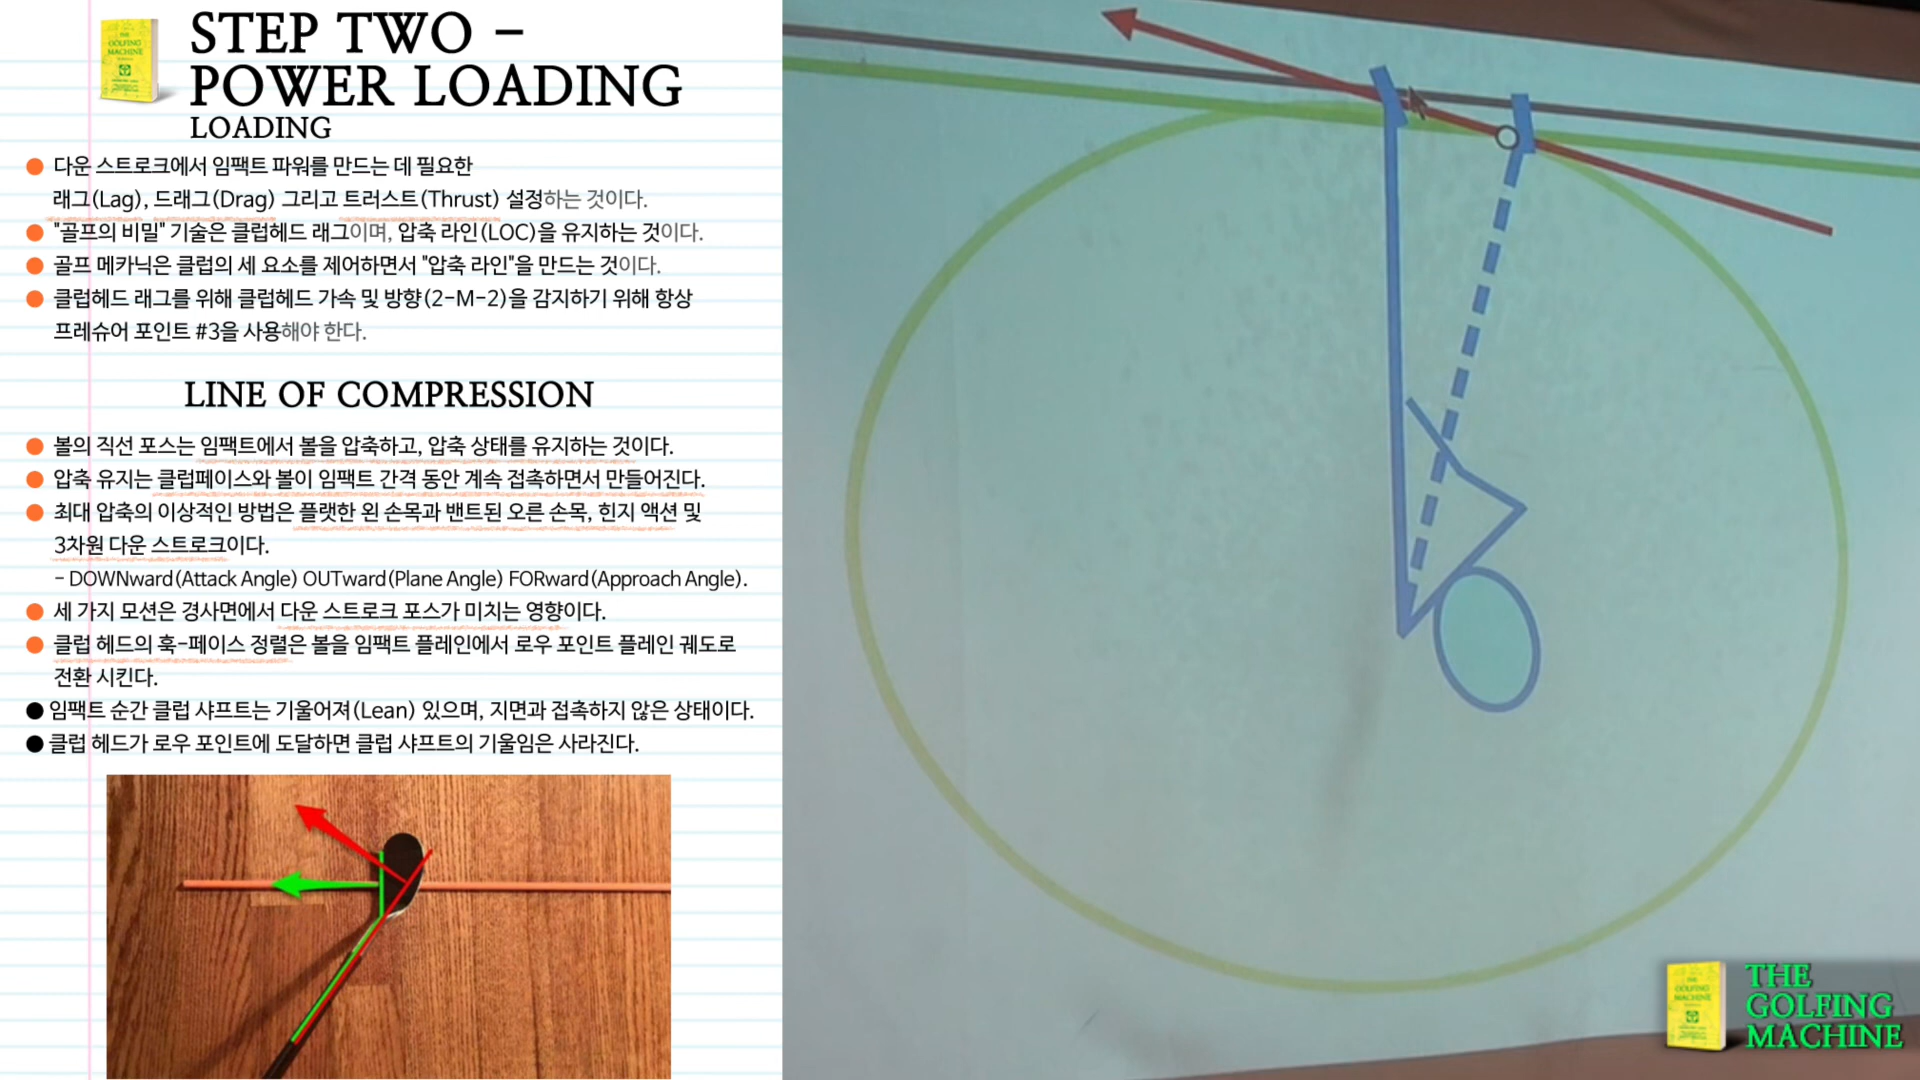 STEP TWO –
POWER LOADING
LOADING
다운 스트로크에서 임팩트 파워를 만드는 데 필요한
래그(Lag), 드래그(Drag) 그리고 트러스트(Thrust) 설정하는 것이다.
"골프의 비밀" 기술은 클럽헤드 래그이며, 압축 라인(LOC)을 유지하는 것이다.
골프 메카닉은 클럽의 세 요소를 제어하면서 "압축 라인"을 만드는 것이다.
클럽헤드 래그를 위해 클럽헤드 가속 및 방향(2-M-2)을 감지하기 위해 항상
프레슈어 포인트 #3을 사용해야 한다.
LINE OF COMPRESSION
볼의 직선 포스는 임팩트에서 볼을 압축하고, 압축 상태를 유지하는 것이다.
압축 유지는 클럽페이스와 볼이 임팩트 간격 동안 계속 접촉하면서 만들어진다.
최대 압축의 이상적인 방법은 플랫한 왼 손목과 밴트된 오른 손목, 힌지 액션 및
3차원 다운 스트로크이다.
- DOWNward(Attack Angle) OUTward(Plane Angle) FORward(Approach Angle).
세 가지 모션은 경사면에서 다운 스트로크 포스가 미치는 영향이다.
클럽 헤드의 훅-페이스 정렬은 볼을 임팩트 플레인에서 로우 포인트 플레인 궤도로
전환 시킨다.
임팩트 순간 클럽 샤프트는 기울어져(Lean) 있으며, 지면과 접촉하지 않은 상태이다.
클럽 헤드가 로우 포인트에 도달하면 클럽 샤프트의 기울임은 사라진다.
THE
GOLFING
MACHINE
THE
GOLFING
MACHINE
THE
GOLFING
MACHINE